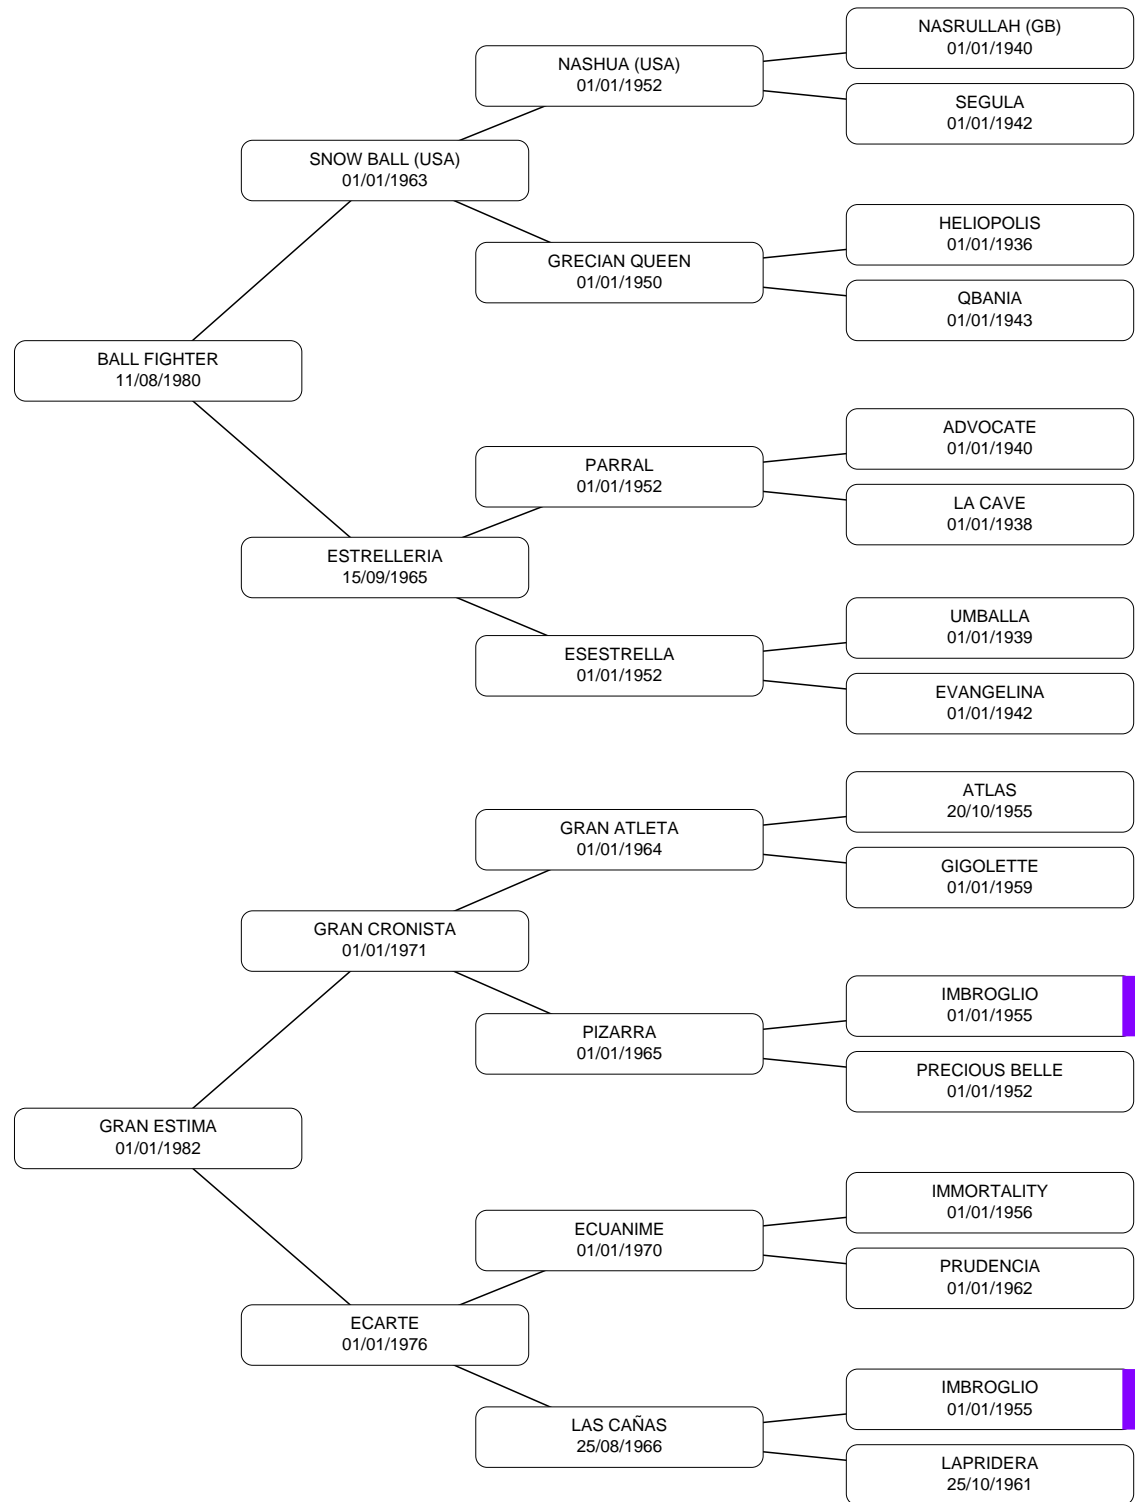 NASRULLAH (GB)
01/01/1940
NASHUA (USA)
01/01/1952
SEGULA
01/01/1942
SNOW BALL (USA)
01/01/1963
HELIOPOLIS
01/01/1936
GRECIAN QUEEN
01/01/1950
QBANIA
01/01/1943
BALL FIGHTER
11/08/1980
ADVOCATE
01/01/1940
PARRAL
01/01/1952
LA CAVE
01/01/1938
ESTRELLERIA
15/09/1965
UMBALLA
01/01/1939
ESESTRELLA
01/01/1952
EVANGELINA
01/01/1942
ATLAS
20/10/1955
GRAN ATLETA
01/01/1964
GIGOLETTE
01/01/1959
GRAN CRONISTA
01/01/1971
IMBROGLIO
01/01/1955
PIZARRA
01/01/1965
PRECIOUS BELLE
01/01/1952
GRAN ESTIMA
01/01/1982
IMMORTALITY
01/01/1956
ECUANIME
01/01/1970
PRUDENCIA
01/01/1962
ECARTE
01/01/1976
IMBROGLIO
01/01/1955
LAS CAÑAS
25/08/1966
LAPRIDERA
25/10/1961